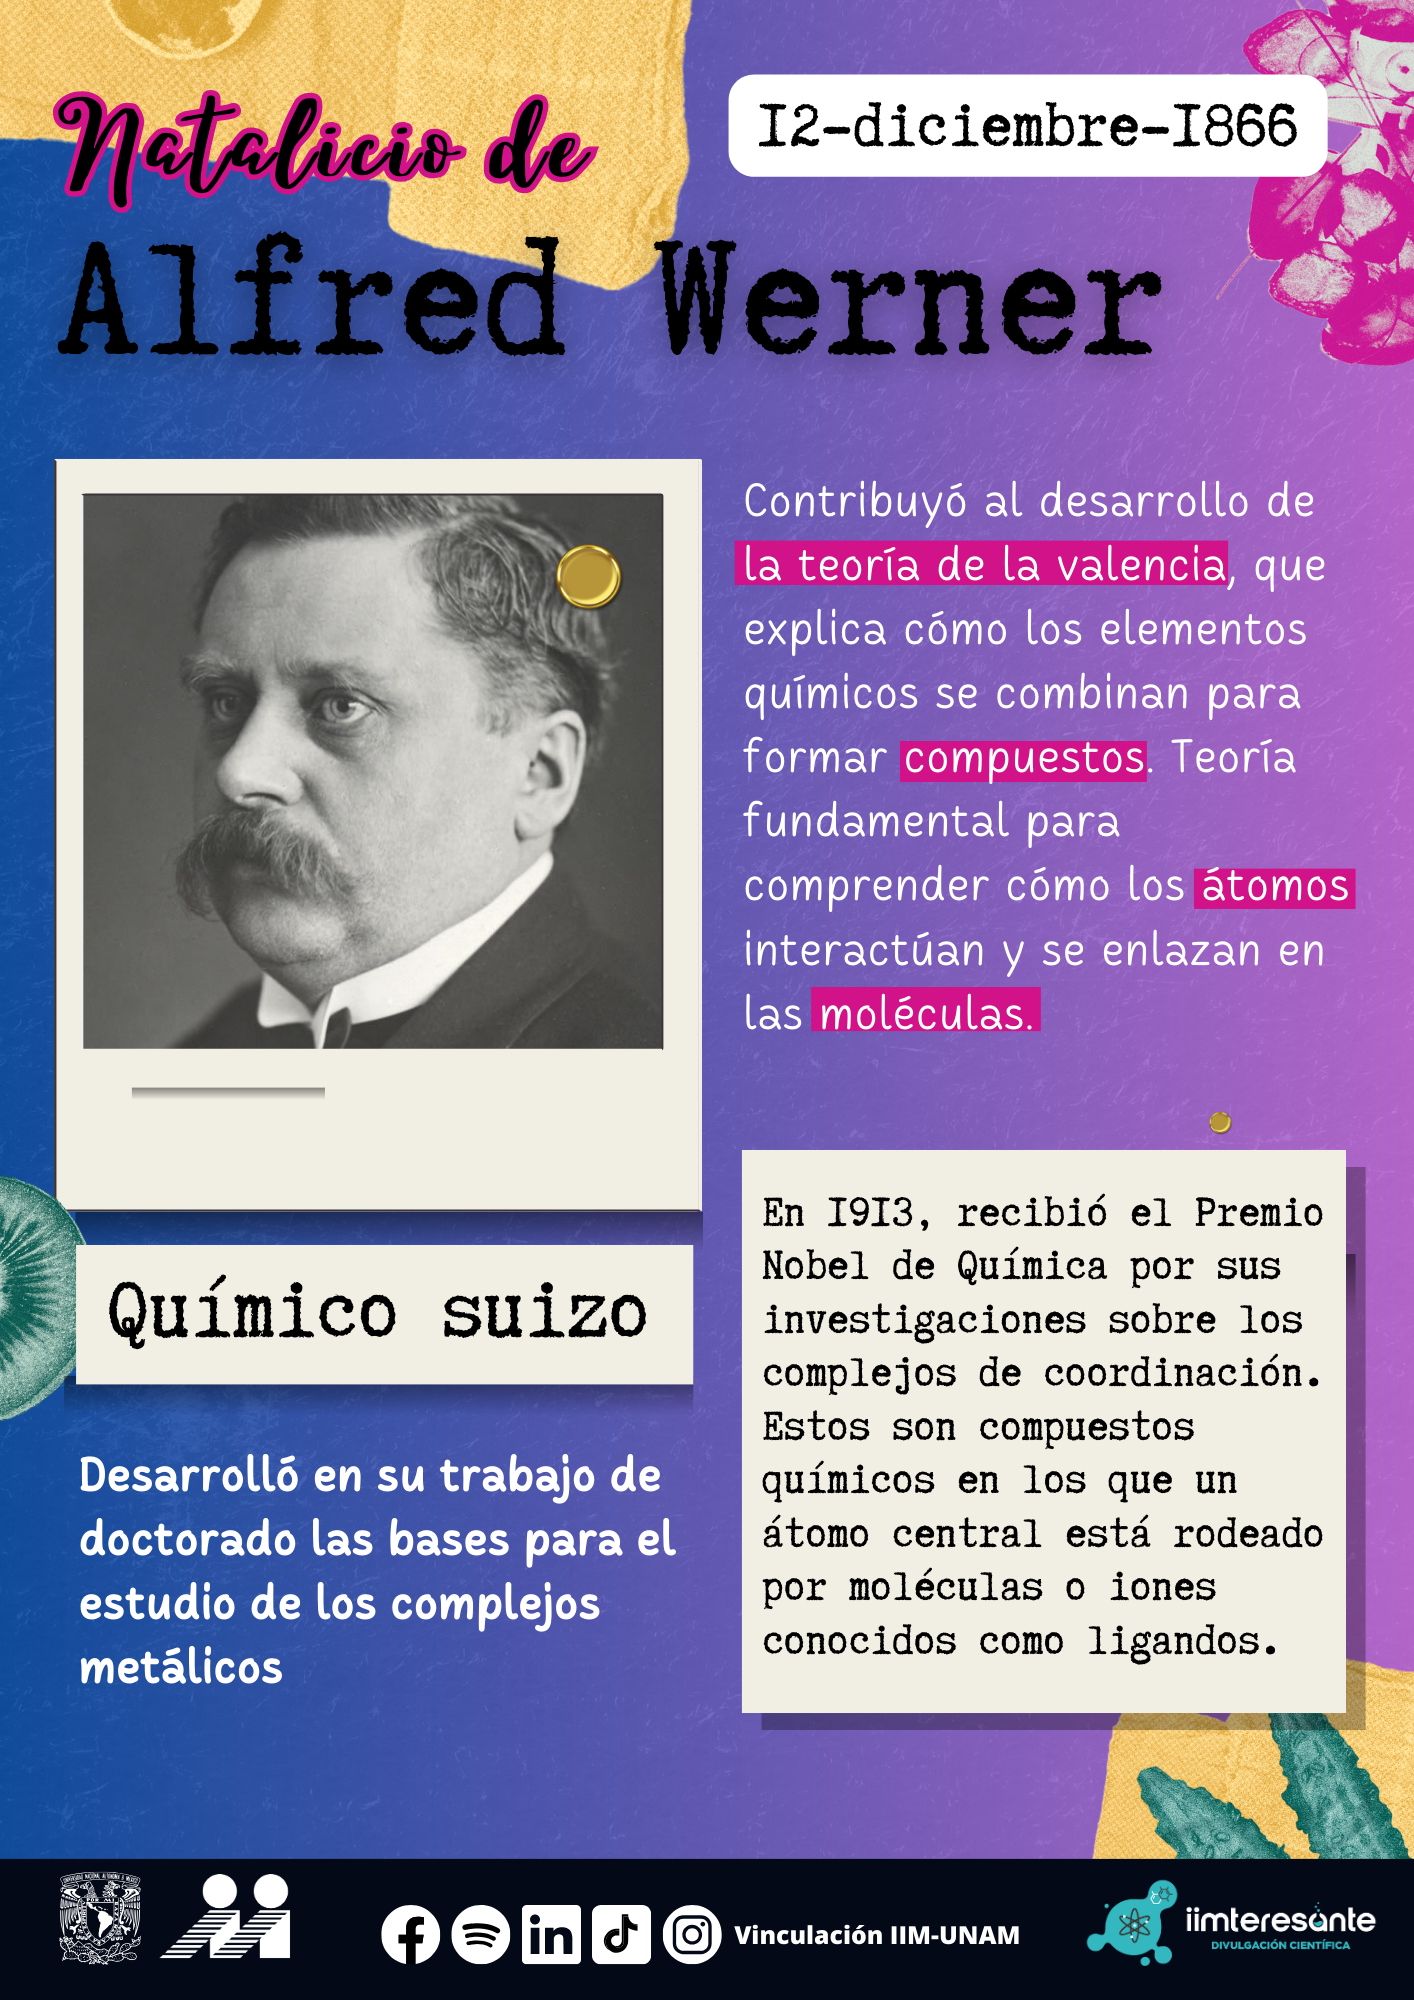 Natalicio de
12-diciembre-1866
Alfred Werner
Contribuyó al desarrollo de
la teoría de la valencia, que
explica cómo los elementos
químicos se combinan para
formar compuestos. Teoría
fundamental para
comprender cómo los átomos
interactúan y se enlazan en
las moléculas.
Químico suizo
Desarrolló en su trabajo de
doctorado las bases para el
estudio de los complejos
metálicos
En 1913, recibió el Premio
Nobel de Química por sus
investigaciones sobre los
complejos de coordinación.
Estos son compuestos
químicos en los que un
átomo central está rodeado
por moléculas o iones
conocidos como ligandos.
Vinculación IIM-UNAM
iimteresante
DIVULGACIÓN CIENTÍFICA